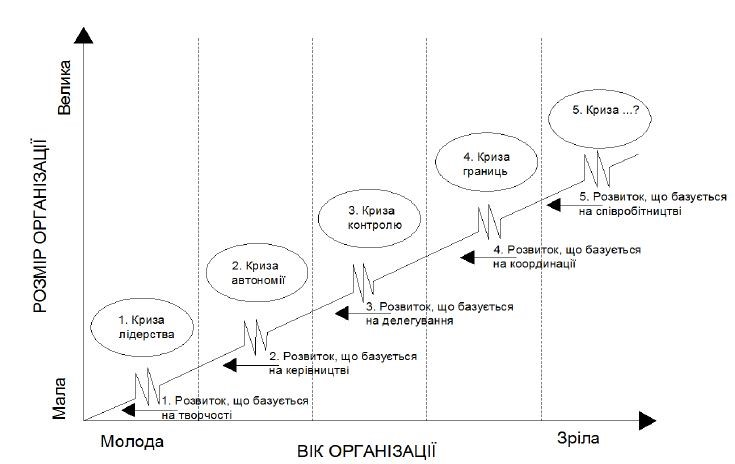 Велика
РОЗМІР ОРГАНІЗАЦІЇ
Мала
5. Криза ...?
4. Криза
границь
5. Розвиток, що базується
на співробітництві
3. Криза
контролю
4. Розвиток, що базується
на координації
2. Криза
автономії
3. Розвиток, що базується
на делегування
1. Криза
лідерства
2. Розвиток, що базується
на керівництві
1. Розвиток, що базується
на творчості
Молода
ВІК ОРГАНІЗАЦІЇ
Зріла